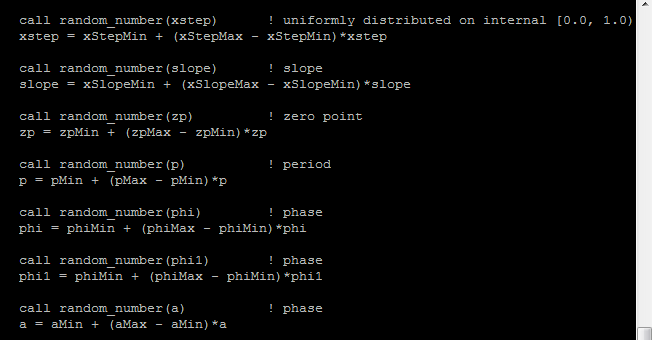 call random_number(xstep)      ! uniformly distributed on internal [0.0, 1.0)
xstep = xStepMin + (xStepMax - xStepMin)*xstep
call random_number(slope)      ! slope
slope = xSlopeMin + (xSlopeMax - xSlopeMin)*slope
call random_number(zp)         ! zero point
zp = zpMin + (zpMax - zpMin)*zp
call random_number(p)          ! period
p = pMin + (pMax - pMin)*p
call random_number(phi)        ! phase
phi = phiMin + (phiMax - phiMin)*phi
call random_number(phi1)       ! phase
phi1 = phiMin + (phiMax - phiMin)*phi1
call random_number(a)          ! phase
a = aMin + (aMax - aMin)*a